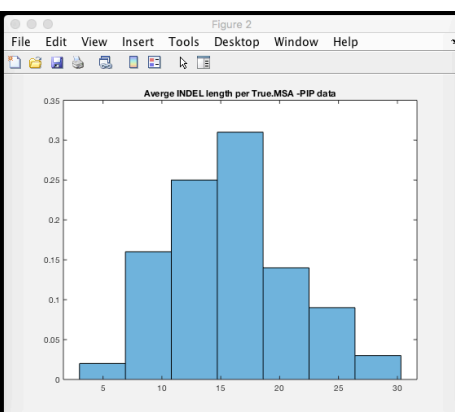 Figure 2
File Edit View Insert Tools Desktop Window Help
Averge INDEL length per True.MSA -PIP data
0.35
0.3
0.25
0.2
0.15
0.1
0.05
0
5 10 15 20 25 30